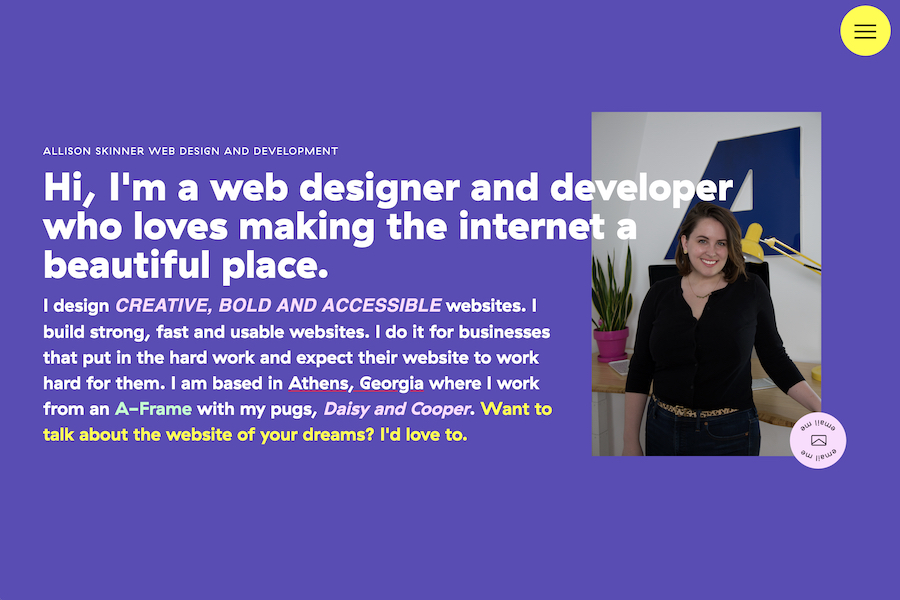 ALLISON SKINNER WEB DESIGN AND DEVELOPMENT
Hi, I'm a web designer and developer
who loves making the internet a
beautiful place.
I design CREATIVE, BOLD AND ACCESSIBLE websites. I
build strong, fast and usable websites. I do it for businesses
that put in the hard work and expect their website to work
hard for them. I am based in Athens, Georgia where I work
from an A-Frame with my pugs, Daisy and Cooper. Want to
talk about the website of your dreams? I'd love to.
A
email me
email me